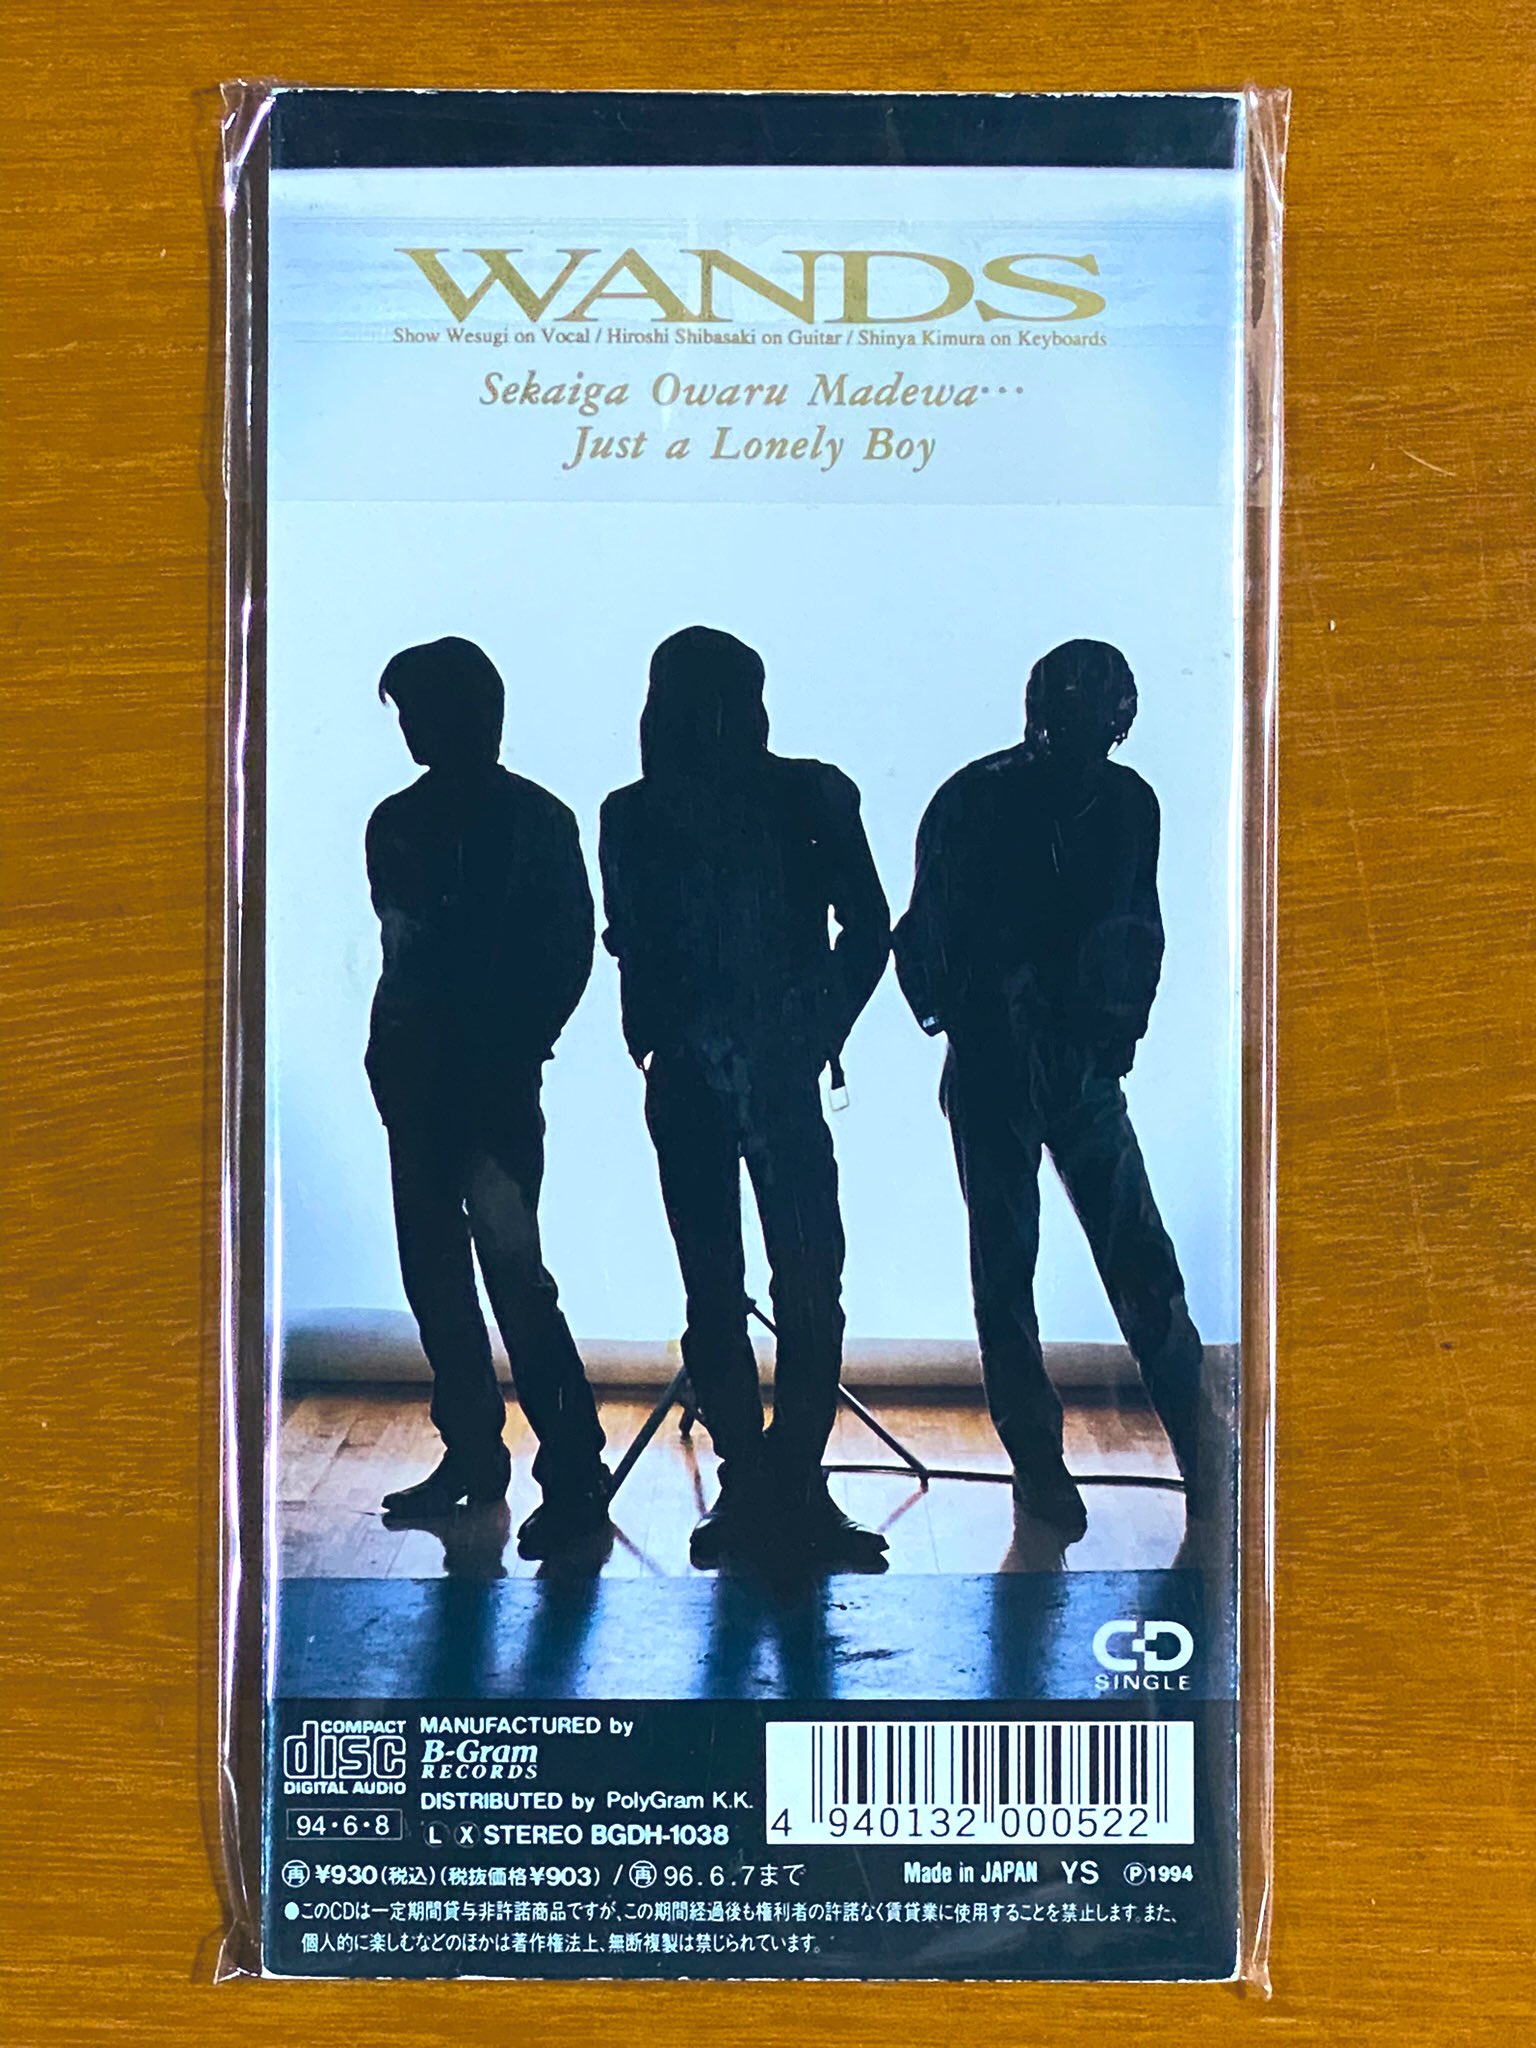 WANDS
Show Wesugi on Vocal / Hiroshi Shibasaki on Guitar / Shinya Kimura on Keyboards
Sekaiga Owaru Madewa…
Just a Lonely Boy
CD
SINGLE
COMPACT
disc
DIGITAL AUDIO
MANUFACTURED by
B-Gram
RECORDS
DISTRIBUTED by PolyGram K.K.
94・6・8
Ⓛ Ⓧ STEREO BGDH-1038
4 940132 000522
㊢ ¥930(税込)(税抜価格¥903) / ㊢ 96.6.7まで
Made in JAPAN YS ℗1994
●このCDは一定期間貸与非許諾商品ですが、この期間経過後も権利者の許諾なく賃貸業に使用することを禁止します。また、
個人的に楽しむなどのほかは著作権法上、無断複製は禁じられています。